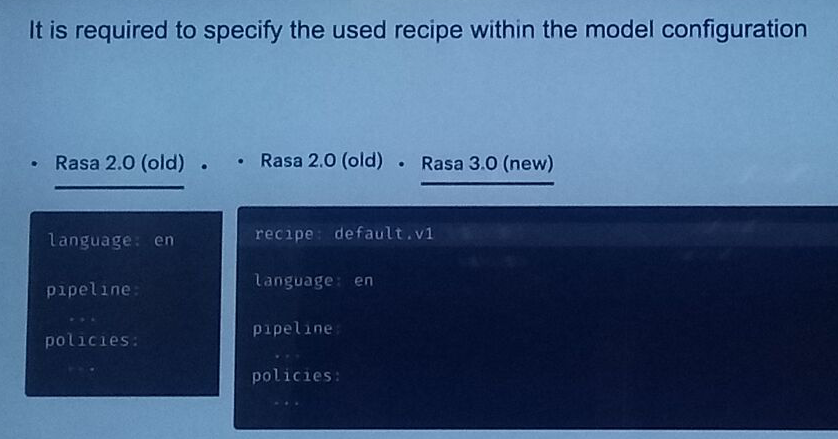 It is required to specify the used recipe within the model configuration
• Rasa 2.0 (old) •
• Rasa 2.0 (old) • Rasa 3.0 (new)
language: en
pipeline:
...
policies:
...
recipe: default.v1
language: en
pipeline:
...
policies:
...